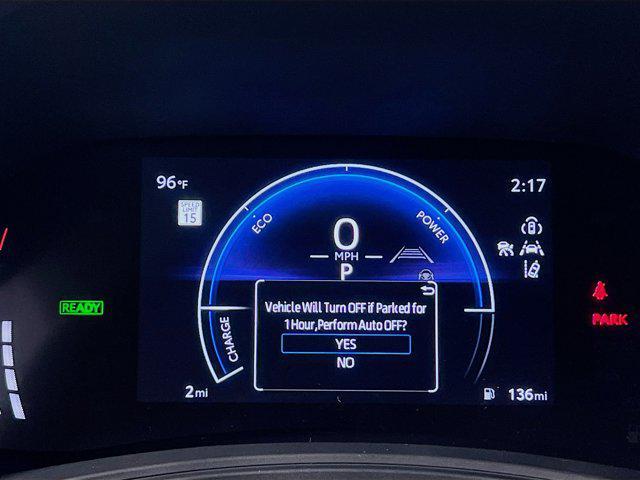 96°F
2:17
SPEED
LIMIT
15
ECO
POWER
0
MPH
P
READY
PARK
Vehicle Will Turn OFF if Parked for
1 Hour,Perform Auto OFF?
YES
NO
CHARGE
2mi
136mi